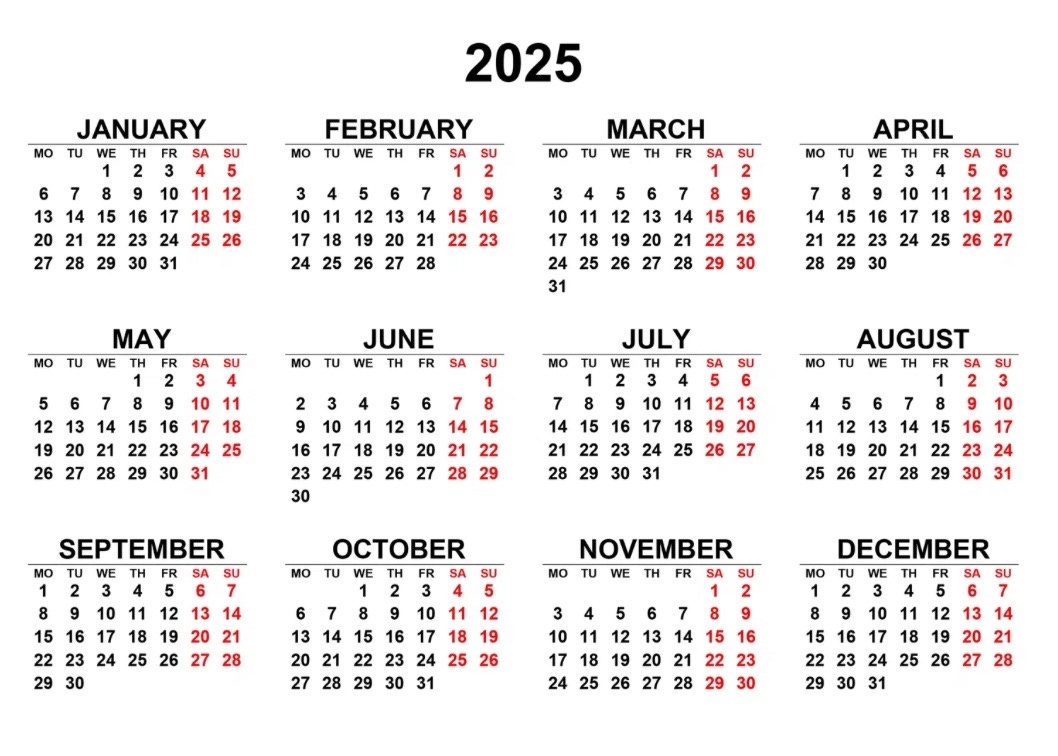 2025
JANUARY
MO TU WE TH FR SA SU
1 2 3 4 5
6 7 8 9 10 11 12
13 14 15 16 17 18 19
20 21 22 23 24 25 26
27 28 29 30 31
FEBRUARY
MO TU WE TH FR SA SU
1 2
3 4 5 6 7 8 9
10 11 12 13 14 15 16
17 18 19 20 21 22 23
24 25 26 27 28
MARCH
MO TU WE TH FR SA SU
1 2
3 4 5 6 7 8 9
10 11 12 13 14 15 16
17 18 19 20 21 22 23
24 25 26 27 28 29 30
31
APRIL
MO TU WE TH FR SA SU
1 2 3 4 5 6
7 8 9 10 11 12 13
14 15 16 17 18 19 20
21 22 23 24 25 26 27
28 29 30
MAY
MO TU WE TH FR SA SU
1 2 3 4
5 6 7 8 9 10 11
12 13 14 15 16 17 18
19 20 21 22 23 24 25
26 27 28 29 30 31
JUNE
MO TU WE TH FR SA SU
1
2 3 4 5 6 7 8
9 10 11 12 13 14 15
16 17 18 19 20 21 22
23 24 25 26 27 28 29
30
JULY
MO TU WE TH FR SA SU
1 2 3 4 5 6
7 8 9 10 11 12 13
14 15 16 17 18 19 20
21 22 23 24 25 26 27
28 29 30 31
AUGUST
MO TU WE TH FR SA SU
1 2 3
4 5 6 7 8 9 10
11 12 13 14 15 16 17
18 19 20 21 22 23 24
25 26 27 28 29 30 31
SEPTEMBER
MO TU WE TH FR SA SU
1 2 3 4 5 6 7
8 9 10 11 12 13 14
15 16 17 18 19 20 21
22 23 24 25 26 27 28
29 30
OCTOBER
MO TU WE TH FR SA SU
1 2 3 4 5
6 7 8 9 10 11 12
13 14 15 16 17 18 19
20 21 22 23 24 25 26
27 28 29 30 31
NOVEMBER
MO TU WE TH FR SA SU
1 2
3 4 5 6 7 8 9
10 11 12 13 14 15 16
17 18 19 20 21 22 23
24 25 26 27 28 29 30
DECEMBER
MO TU WE TH FR SA SU
1 2 3 4 5 6 7
8 9 10 11 12 13 14
15 16 17 18 19 20 21
22 23 24 25 26 27 28
29 30 31